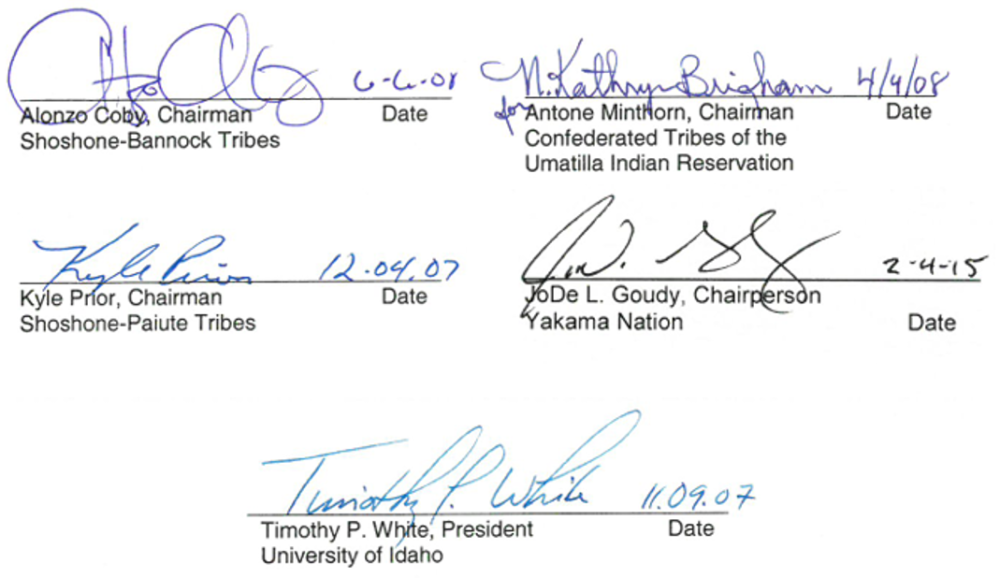 Alonzo Coby 6-6-08
Alonzo Coby, Chairman Date
Shoshone-Bannock Tribes
N. Kathryn Brigham 4/4/08
for Antone Minthorn, Chairman Date
Confederated Tribes of the
Umatilla Indian Reservation
Kyle Prior 12.04.07
Kyle Prior, Chairman Date
Shoshone-Paiute Tribes
2-4-15
JoDe L. Goudy, Chairperson
Yakama Nation Date
Timothy P. White 11.09.07
Timothy P. White, President Date
University of Idaho